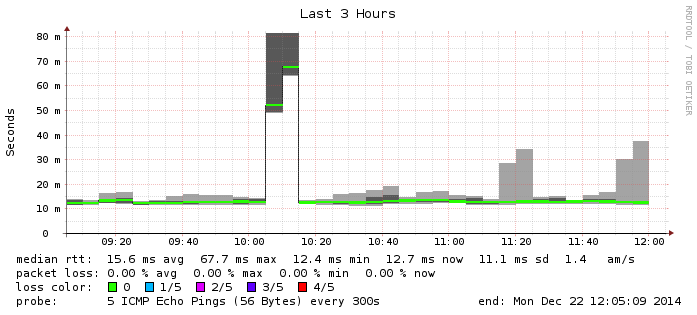 Last 3 Hours
RRDTOOL / TOBI OETIKER
Seconds
80 m
70 m
60 m
50 m
40 m
30 m
20 m
10 m
0
09:20 09:40 10:00 10:20 10:40 11:00 11:20 11:40 12:00
median rtt: 15.6 ms avg 67.7 ms max 12.4 ms min 12.7 ms now 11.1 ms sd 1.4 am/s
packet loss: 0.00 % avg 0.00 % max 0.00 % min 0.00 % now
loss color: 0 1/5 2/5 3/5 4/5
probe: 5 ICMP Echo Pings (56 Bytes) every 300s end: Mon Dec 22 12:05:09 2014